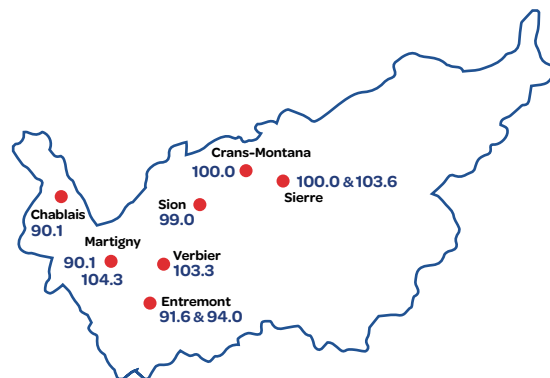 Crans-Montana
100.0
100.0 & 103.6
Sierre
Sion
99.0
Chablais
90.1
Martigny
90.1
104.3
Verbier
103.3
Entremont
91.6 & 94.0